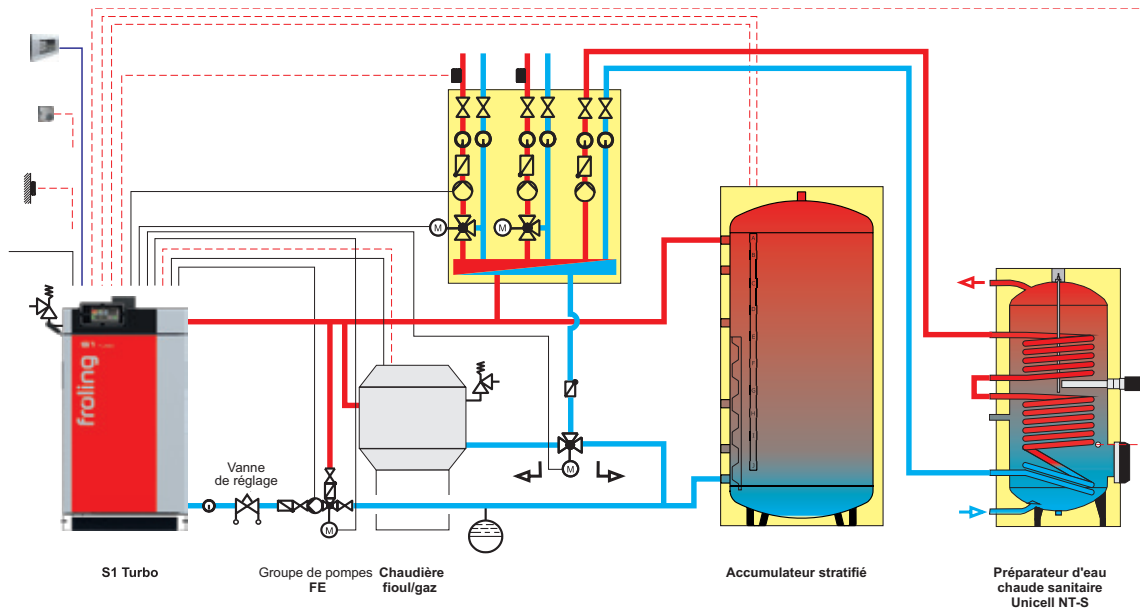 M
M
A
B
C
D
E
F
G
H
I
J
S1
froling
M
Vanne
de réglage
M
S1 Turbo
Groupe de pompes
FE
Chaudière
fioul/gaz
Accumulateur stratifié
Préparateur d'eau
chaude sanitaire
Unicell NT-S